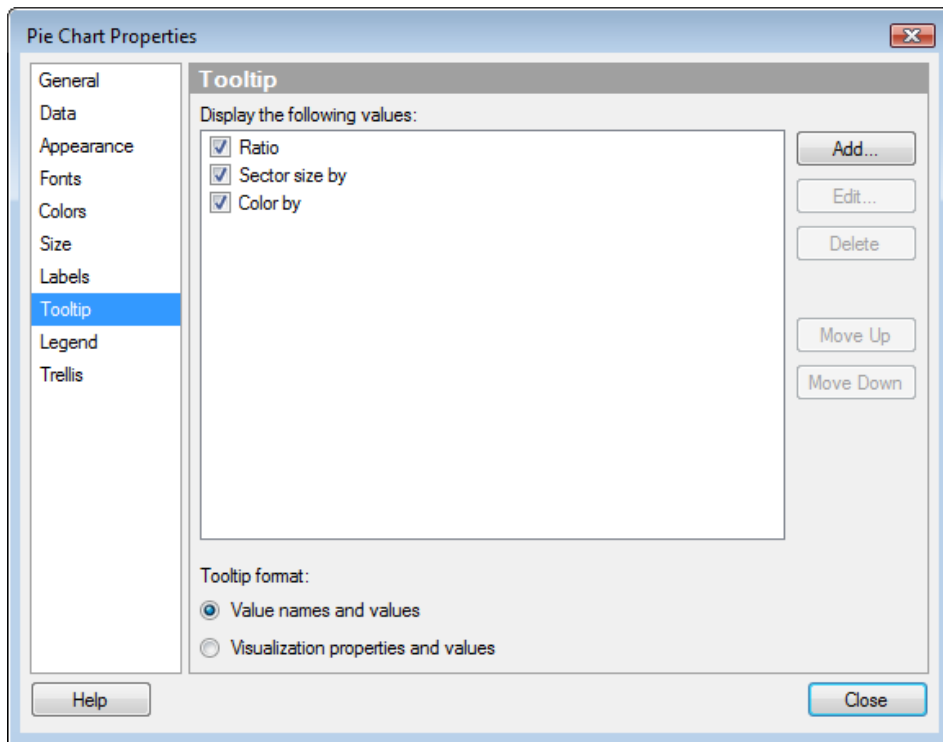 Pie Chart Properties
General
Data
Appearance
Fonts
Colors
Size
Labels
Tooltip
Legend
Trellis
Tooltip
Display the following values:
Ratio
Sector size by
Color by
Add...
Edit...
Delete
Move Up
Move Down
Tooltip format:
Value names and values
Visualization properties and values
Help
Close